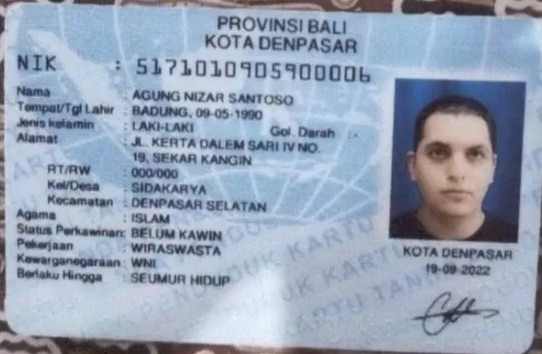 PROVINSI BALI
KOTA DENPASAR
NIK : 5171010905900006
Nama : AGUNG NIZAR SANTOSO
Tempat/Tgl Lahir : BADUNG, 09-05-1990
Jenis kelamin : LAKI-LAKI Gol. Darah :
Alamat : JL. KERTA DALEM SARI IV NO.
19, SEKAR KANGIN
RT/RW : 000/000
Kel/Desa : SIDAKARYA
Kecamatan : DENPASAR SELATAN
Agama : ISLAM
Status Perkawinan: BELUM KAWIN
Pekerjaan : WIRASWASTA
Kewarganegaraan : WNI
Berlaku Hingga : SEUMUR HIDUP
KOTA DENPASAR
19-09-2022